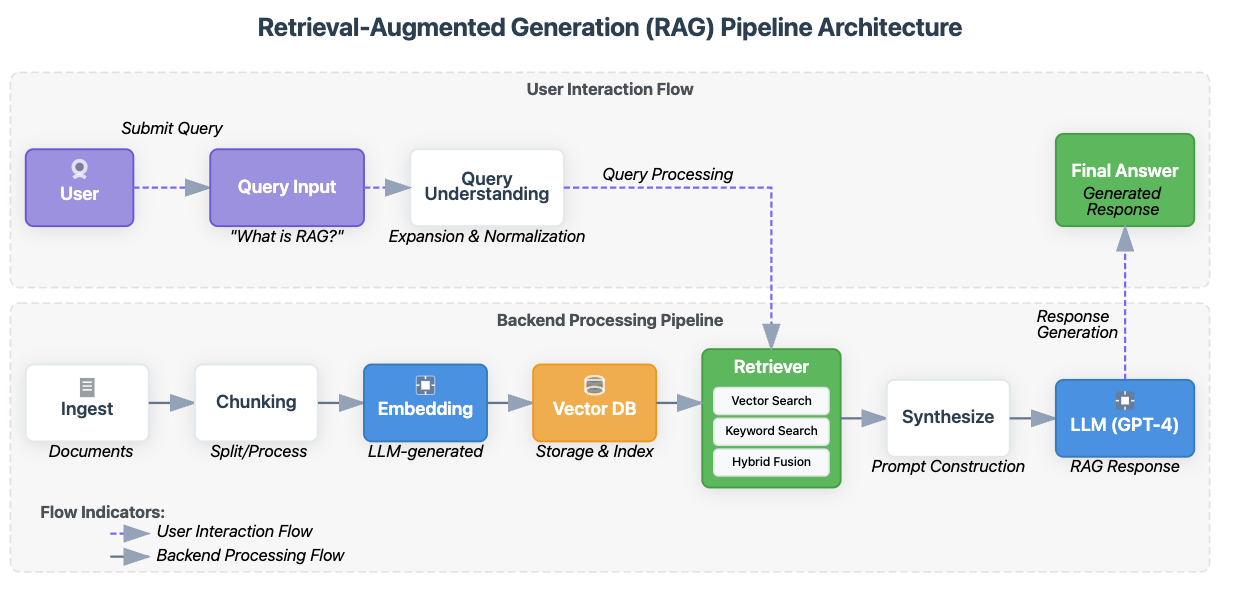 Retrieval-Augmented Generation (RAG) Pipeline Architecture
User Interaction Flow
Submit Query
User
Query Input
"What is RAG?"
Query
Understanding
Expansion & Normalization
Query Processing
Final Answer
Generated
Response
Backend Processing Pipeline
Response
Generation
Ingest
Documents
Chunking
Split/Process
Embedding
LLM-generated
Vector DB
Storage & Index
Retriever
Vector Search
Keyword Search
Hybrid Fusion
Synthesize
Prompt Construction
LLM (GPT-4)
RAG Response
Flow Indicators:
User Interaction Flow
Backend Processing Flow